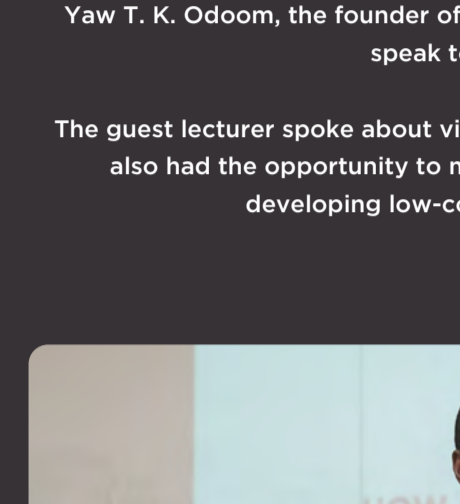 Yaw T. K. Odoom, the founder of
speak t
The guest lecturer spoke about vi
also had the opportunity to
developing low-co